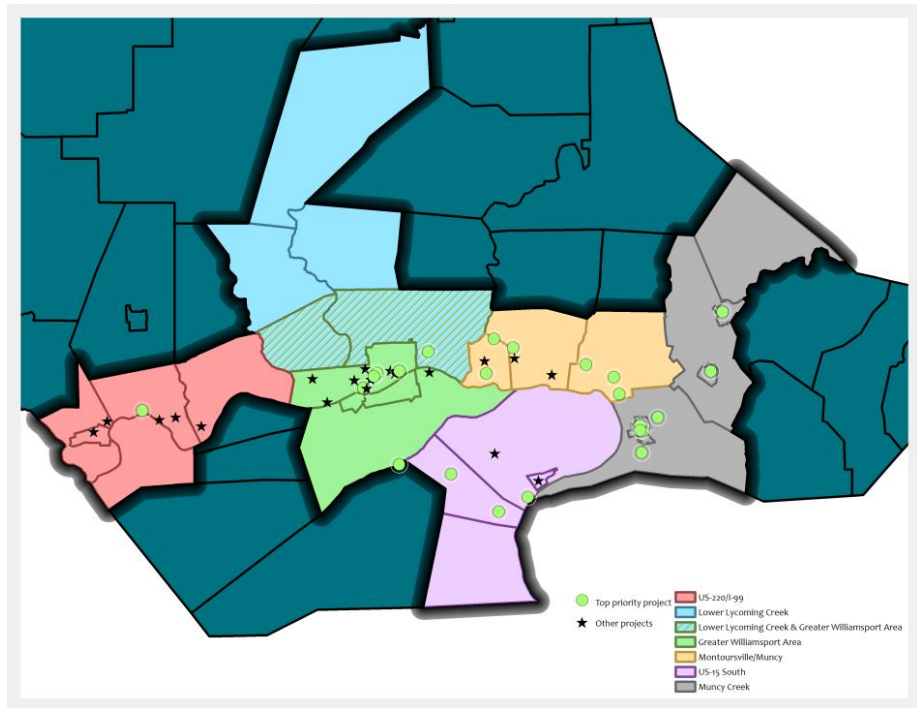 Top priority project
Other projects
US-220/I-99
Lower Lycoming Creek
Lower Lycoming Creek & Greater Williamsport Area
Greater Williamsport Area
Montoursville/Muncy
US-15 South
Muncy Creek